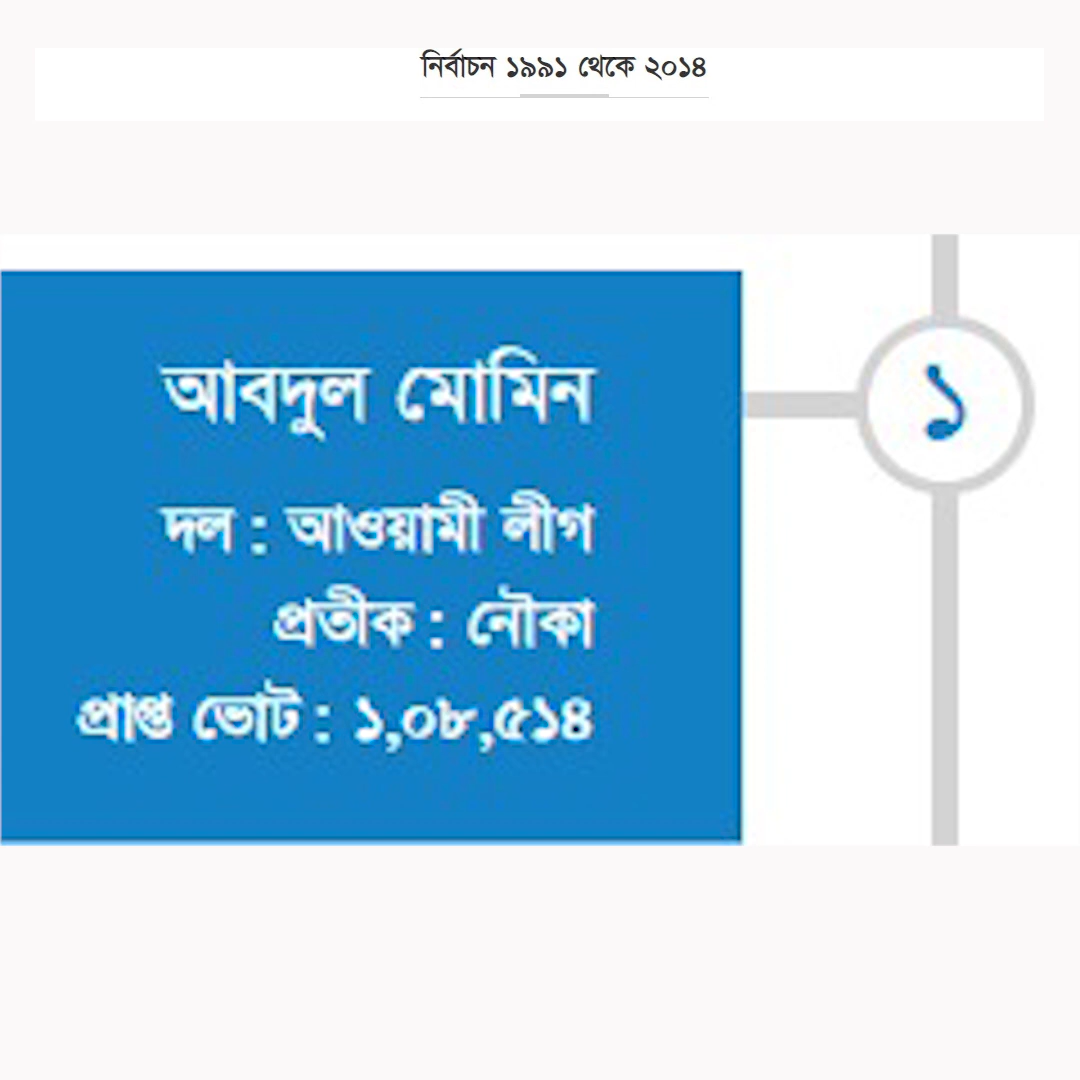 নির্বাচন ১৯৯১ থেকে ২০১৪
আবদুল মোমিন
১
দল : আওয়ামী লীগ
প্রতীক : নৌকা
প্রাপ্ত ভোট : ১,০৮,৫১৪